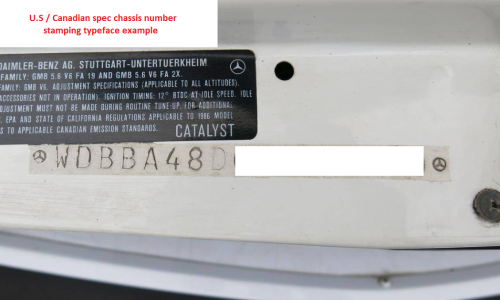 U.S / Canadian spec chassis number
stamping typeface example
DAIMLER-BENZ AG. STUTTGART-UNTERTUERKHEIM
FAMILY: GMB 5.6 V6 FA 19 AND GMB 5.6 V6 FA 2X.
FAMILY: GMB VI. ADJUSTMENT SPECIFICATIONS (APPLICABLE TO ALL ALTITUDES).
ACCESSORIES NOT IN OPERATION). IGNITION TIMING: 12° BTDC AT IDLE SPEED. IDLE
MUST NOT BE MADE DURING ROUTINE TUNE-UP. FOR ADDITIONAL
EPA AND STATE OF CALIFORNIA REGULATIONS APPLICABLE TO 1986 MODEL
TO APPLICABLE CANADIAN EMISSION STANDARDS.
CATALYST
WDBBA48D